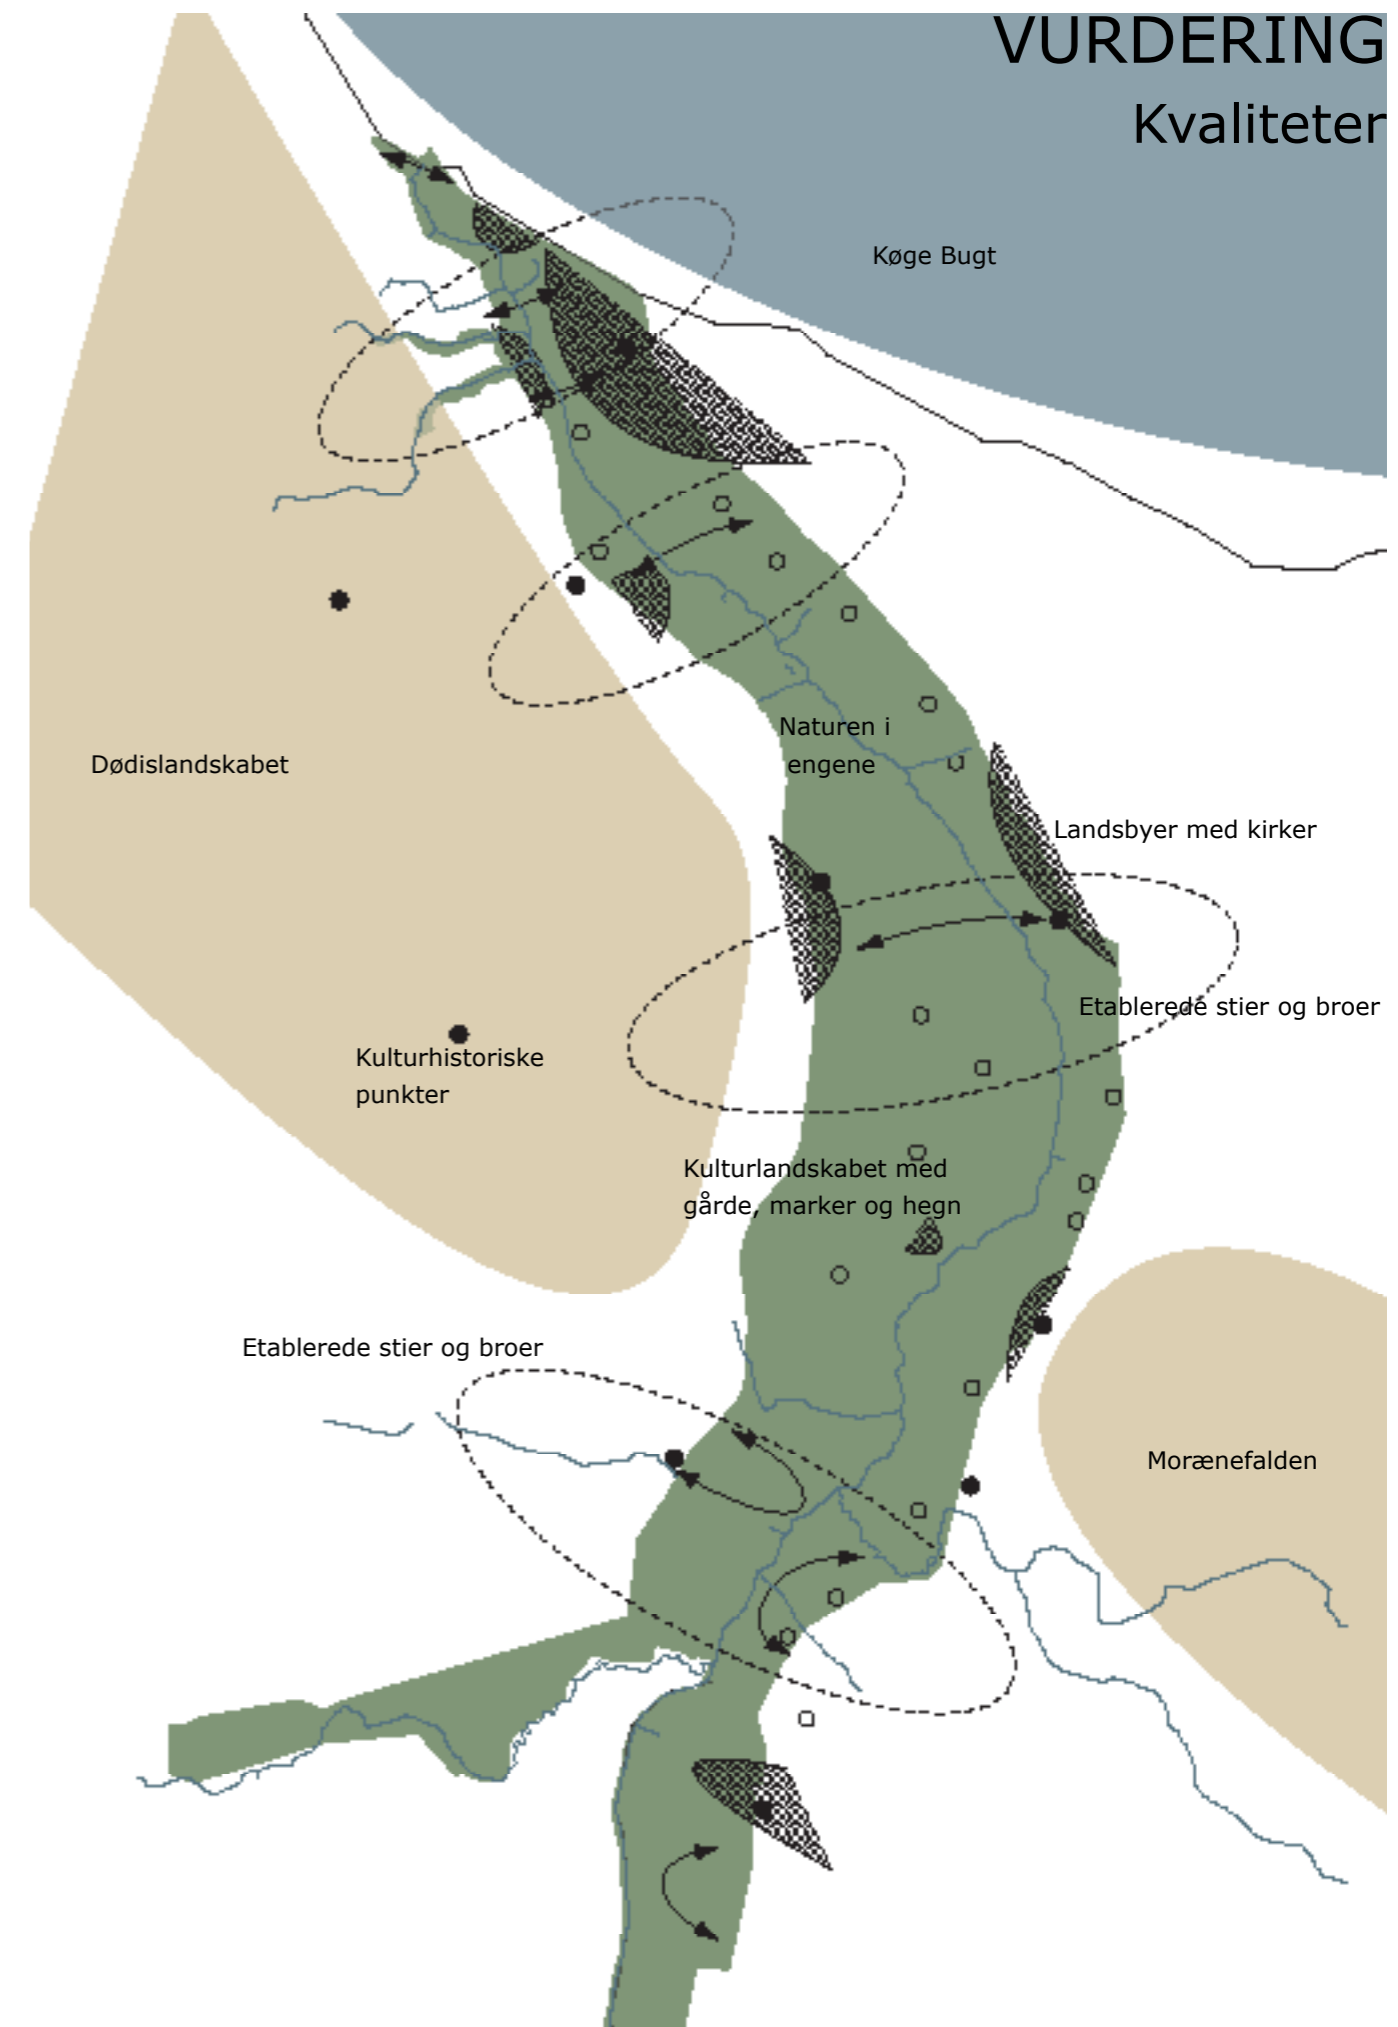 VURDERING
Kvaliteter
Køge Bugt
Naturen i
engene
Dødislandskabet
Landsbyer med kirker
Etablerede stier og broer
Kulturhistoriske
punkter
Kulturlandskabet med
gårde, marker og hegn
Etablerede stier og broer
Morænefalden